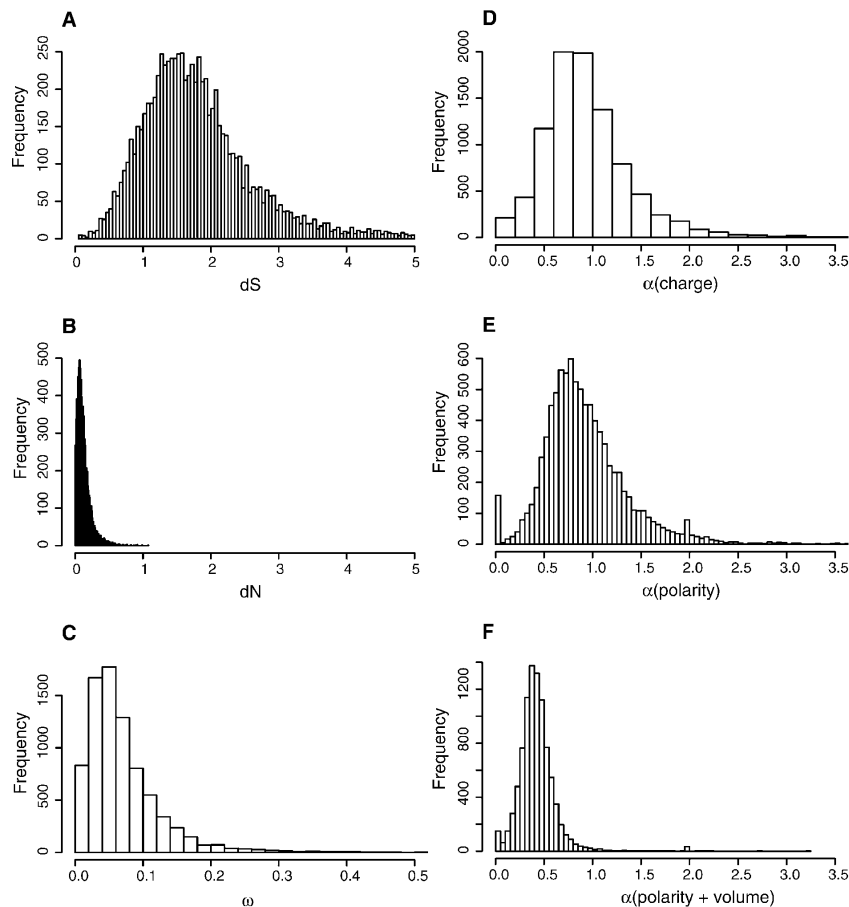 A
Frequency
0 50 100 150 200 250
0 1 2 3 4 5
dS
B
Frequency
0 100 200 300 400 500
0 1 2 3 4 5
dN
C
Frequency
0 500 1000 1500
0.0 0.1 0.2 0.3 0.4 0.5
ω
D
Frequency
0 500 1000 1500 2000
0.0 0.5 1.0 1.5 2.0 2.5 3.0 3.5
α(charge)
E
Frequency
0 100 200 300 400 500 600
0.0 0.5 1.0 1.5 2.0 2.5 3.0 3.5
α(polarity)
F
Frequency
0 400 800 1200
0.0 0.5 1.0 1.5 2.0 2.5 3.0 3.5
α(polarity + volume)